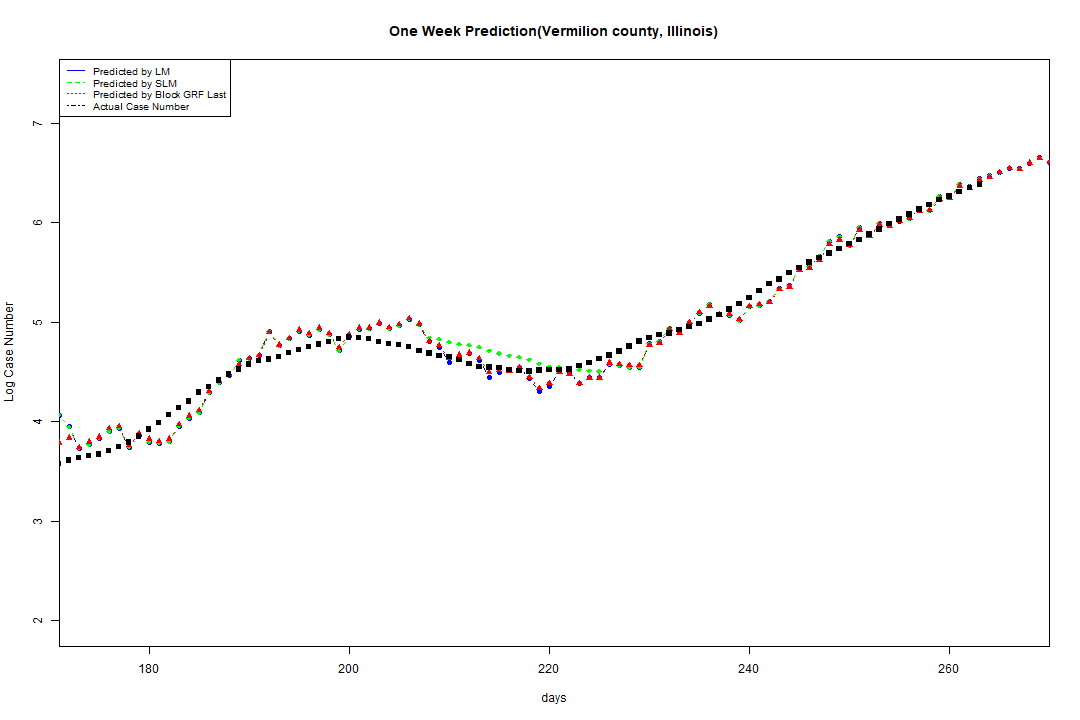 One Week Prediction(Vermilion county, Illinois)
Predicted by LM
Predicted by SLM
Predicted by Block GRF Last
Actual Case Number
7
6
5
4
3
2
Log Case Number
180 200 220 240 260
days